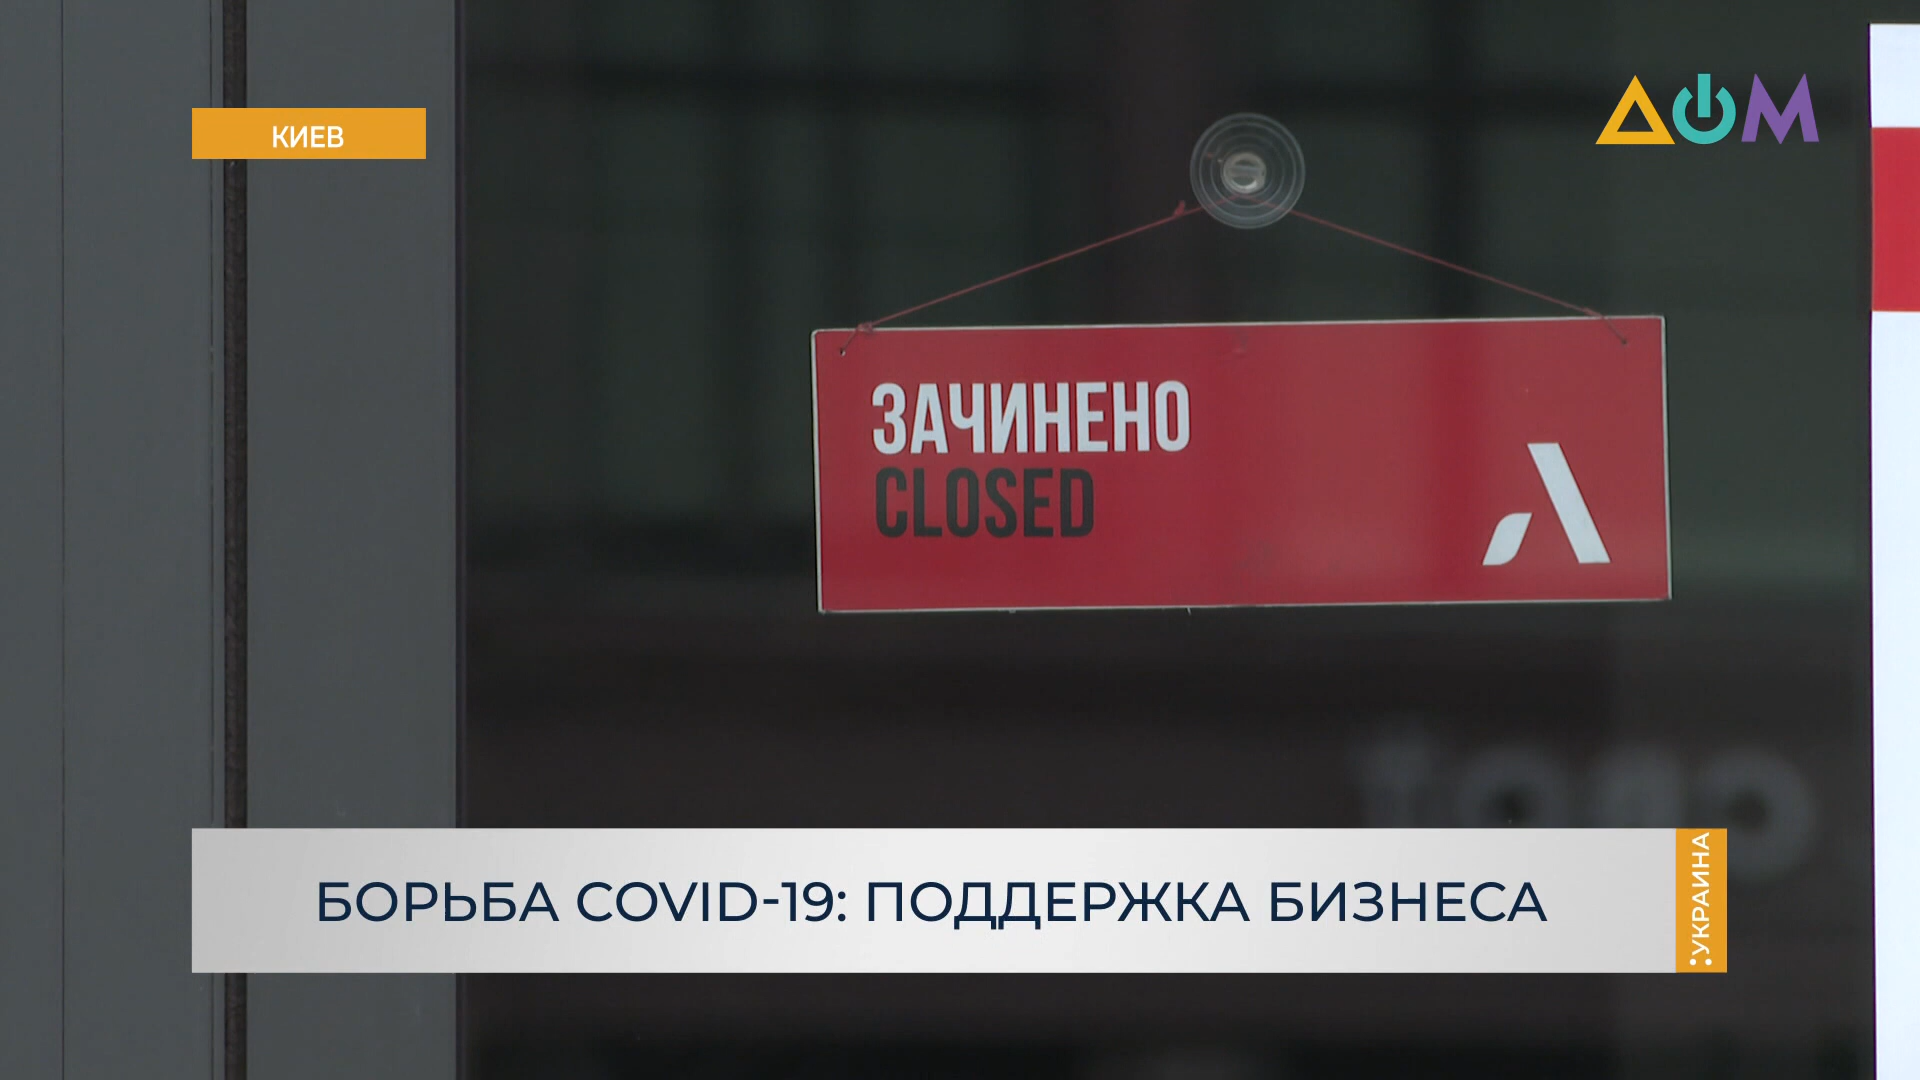 КИЕВ
ДОМ
ЗАЧИНЕНО
CLOSED
БОРЬБА COVID-19: ПОДДЕРЖКА БИЗНЕСА
:УКРАИНА